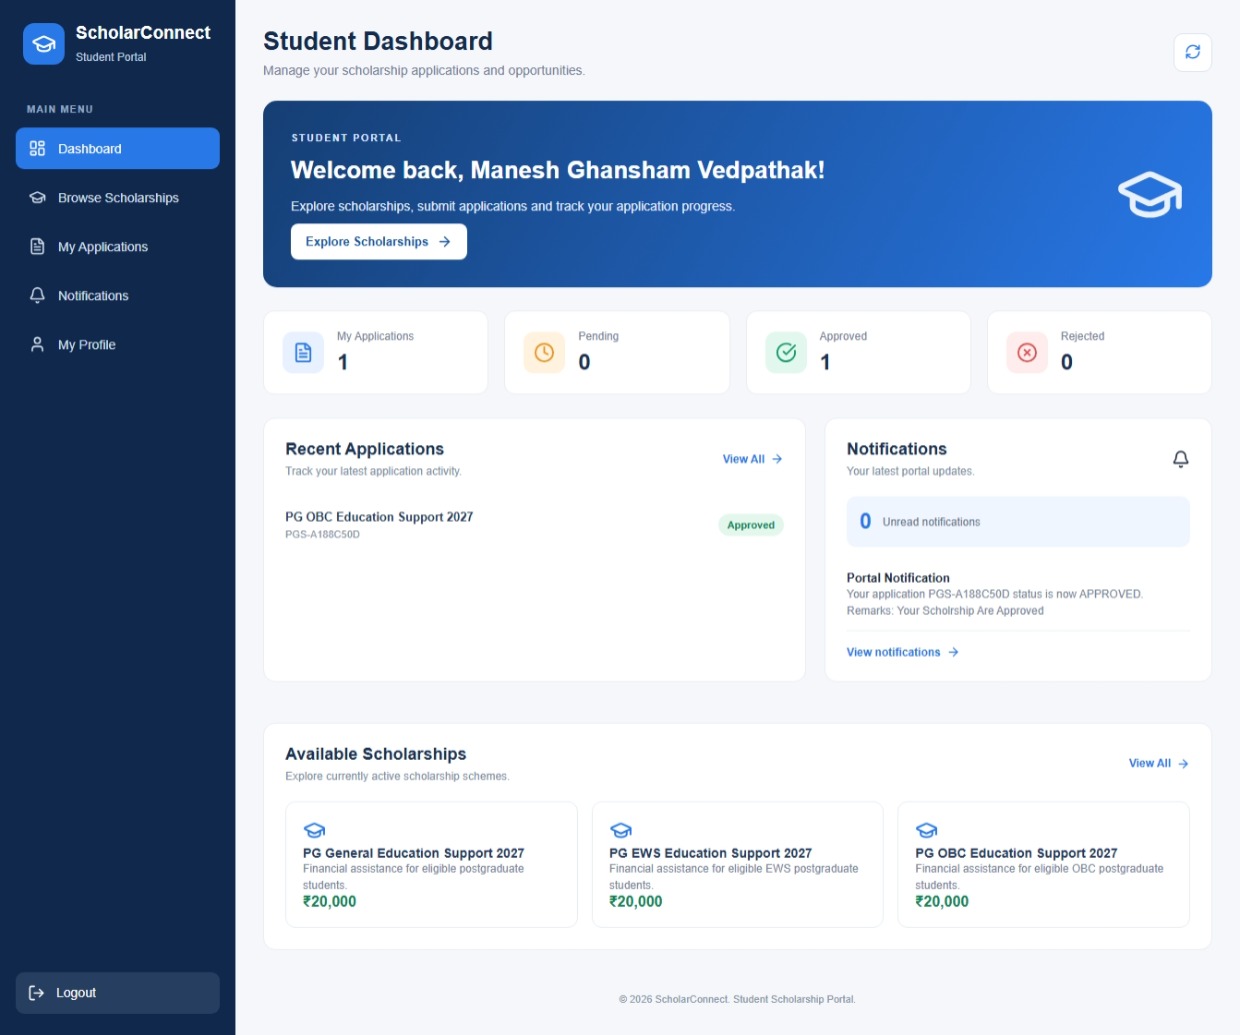 ScholarConnect
Student Portal
MAIN MENU
Dashboard
Browse Scholarships
My Applications
Notifications
My Profile
Logout
Student Dashboard
Manage your scholarship applications and opportunities.
STUDENT PORTAL
Welcome back, Manesh Ghansham Vedpathak!
Explore scholarships, submit applications and track your application progress.
Explore Scholarships
My Applications
1
Pending
0
Approved
1
Rejected
0
Recent Applications
Track your latest application activity.
View All
PG OBC Education Support 2027
PGS-A188C50D
Approved
Notifications
Your latest portal updates.
0 Unread notifications
Portal Notification
Your application PGS-A188C50D status is now APPROVED.
Remarks: Your Scholrship Are Approved
View notifications
Available Scholarships
Explore currently active scholarship schemes.
View All
PG General Education Support 2027
Financial assistance for eligible postgraduate
students.
₹20,000
PG EWS Education Support 2027
Financial assistance for eligible EWS postgraduate
students.
₹20,000
PG OBC Education Support 2027
Financial assistance for eligible OBC postgraduate
students.
₹20,000
© 2026 ScholarConnect. Student Scholarship Portal.